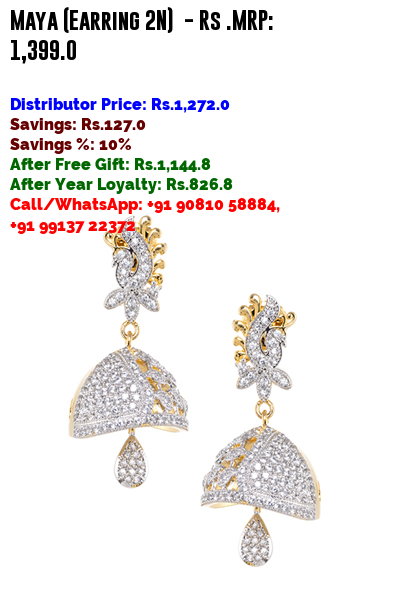 Maya (Earring 2N) - Rs .MRP:
1,399.0
Distributor Price: Rs.1,272.0
Savings: Rs.127.0
Savings %: 10%
After Free Gift: Rs.1,144.8
After Year Loyalty: Rs.826.8
Call/WhatsApp: +91 90810 58884,
+91 99137 22372